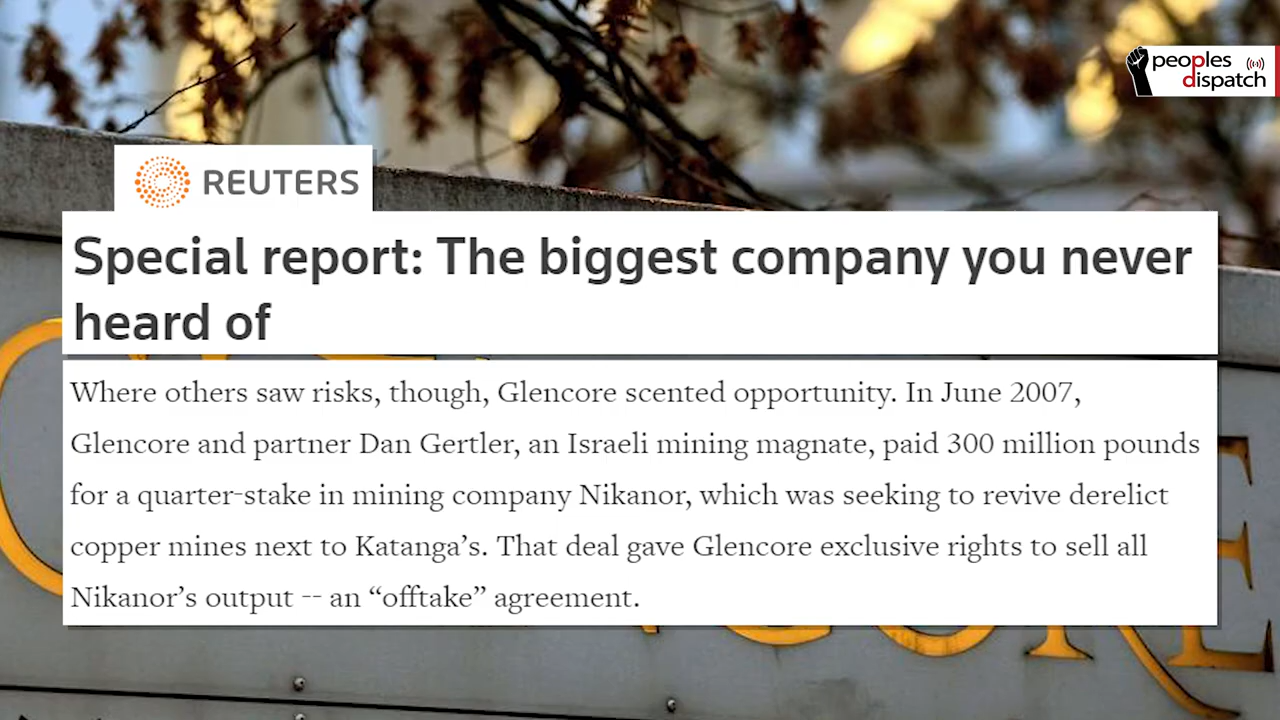 peoples
dispatch
REUTERS
Special report: The biggest company you never
heard of
Where others saw risks, though, Glencore scented opportunity. In June 2007,
Glencore and partner Dan Gertler, an Israeli mining magnate, paid 300 million pounds
for a quarter-stake in mining company Nikanor, which was seeking to revive derelict
copper mines next to Katanga’s. That deal gave Glencore exclusive rights to sell all
Nikanor’s output -- an “offtake” agreement.